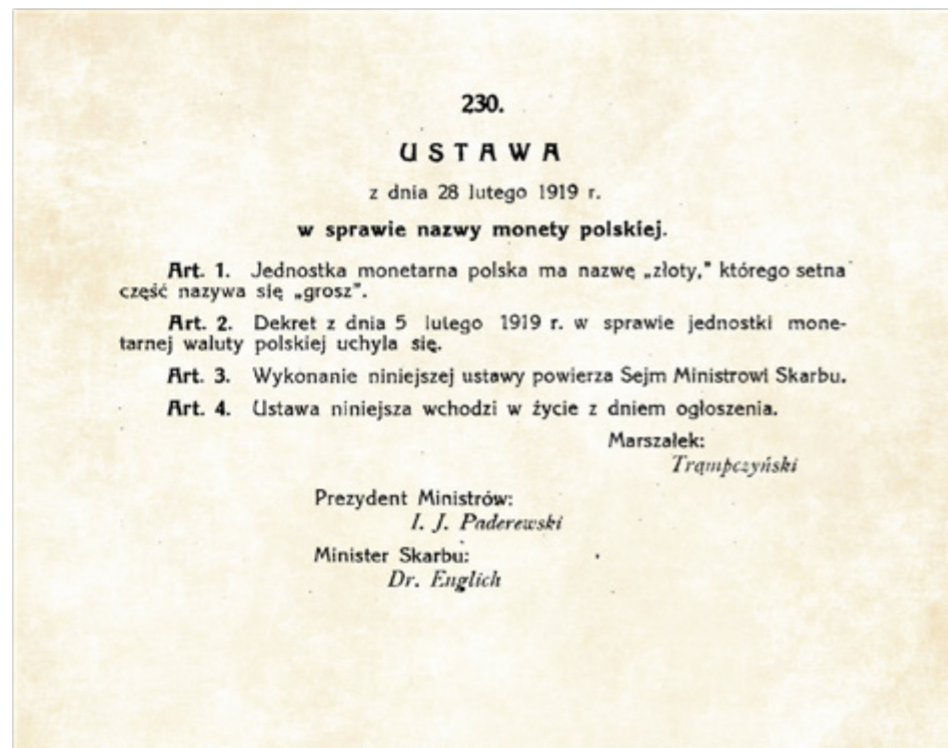 230.
USTAWA
z dnia 28 lutego 1919 r.
w sprawie nazwy monety polskiej.
Art. 1. Jednostka monetarna polska ma nazwę „złoty,” którego setna
część nazywa się „grosz”.
Art. 2. Dekret z dnia 5 lutego 1919 r. w sprawie jednostki mone-
tarnej waluty polskiej uchyla się.
Art. 3. Wykonanie niniejszej ustawy powierza Sejm Ministrowi Skarbu.
Art. 4. Ustawa niniejsza wchodzi w życie z dniem ogłoszenia.
Marszałek:
Trąmpczyński
Prezydent Ministrów:
I. J. Paderewski
Minister Skarbu:
Dr. Englich